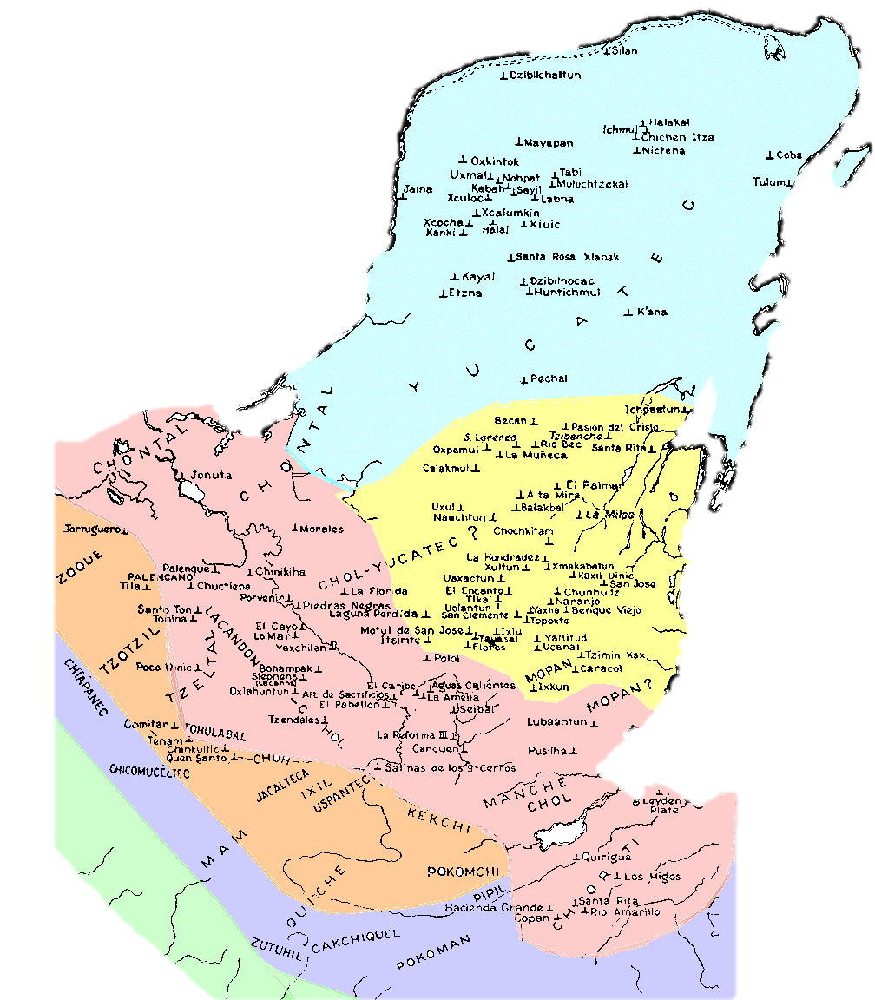 Silan
Dzibilchaltun
Halakal
Ichmul
Chichen Itza
Mayapan
Nictena
Coba
Oxkintok
Uxmal
Nohpat
Tabi
Muluchtzekal
Tulum
Jaina
Kabah
Sayil
Xculoc
Labna
Xcalumkin
Xcocha
Halal
Kiuic
Kanki
Santa Rosa Xlapak
Kayal
Dzibilnocac
Etzna
Huntichmul
K'ana
YUCATEC
Pechal
Ichpaatun
Becan
Pasion del Cristo
S. Lorenzo
Tzibanche
Oxpemul
Rio Bec
Santa Rita
La Muñeca
Calakmul
CHONTAL
CHONTAL
Jonuta
El Palmar
Alta Mira
Uxul
Balakbal
Naachtun
La Milpa
Tortuguero
Morales
Chochkitam
ZOQUE
CHOL-YUCATEC ?
La Hondradez
Xultun
Xmakabatun
Palenque
PALENCANO
Chinikiha
Uaxactun
Kaxil Uinic
San Jose
Tila
Chuctiepa
La Florida
El Encanto
Chunhuitz
Porvenir
Tikal
Naranjo
Piedras Negras
Uolantun
Yaxha
Benque Viejo
Santo Ton
Laguna Perdida
San Clemente
Topoxte
Tonina
LACANDON
El Cayo
Motul de San Jose
Ixlu
La Mar
Itsimte
Tayasal
Yaltitud
Yaxchilan
Flores
Ucanal
TZOTZIL
Polol
Tzimin Kax
Poco Uinic
Bonampak
MOPAN
Caracol
Stephens
(Lacanha)
TZELTAL
El Caribe
Aguas Calientes
Ixkun
MOPAN ?
Oxlahuntun
Alt. de Sacrificios
La Amelia
CHIAPANEC
El Pabellon
Seibal
CHOL
Tzendales
Lubaantun
Comitan
TOHOLABAL
La Reforma III
Tenam
Chinkultic
Cancuen
Pusilha
Quen Santo
CHUH
CHICOMUCELTEC
Salinas de los 9 Cerros
JACALTECA
IXIL
USPANTEC
MANCHE
CHOL
Leyden
Plate
KEKCHI
MAM
Quirigua
POKOMCHI
Los Higos
CHORTI
QUICHE
PIPIL
Santa Rita
Hacienda Grande
Rio Amarillo
Copan
ZUTUHIL
CAKCHIQUEL
POKOMAN